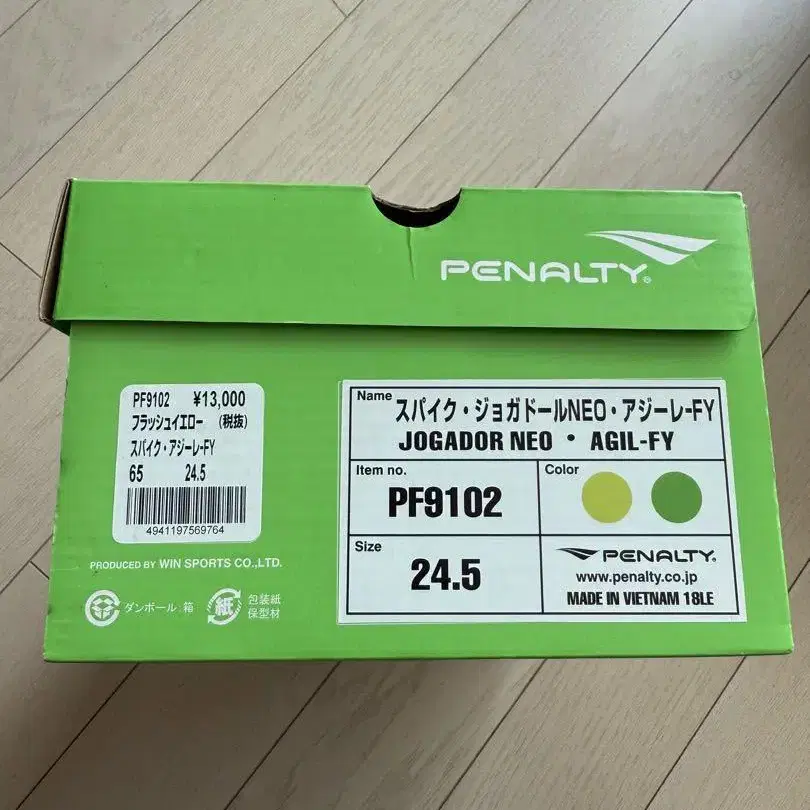 PENALTY®
PF9102 ¥13,000
フラッシュイエロー (税抜)
スパイク・アジーレ-FY
65 24.5
4941197569764
PRODUCED BY WIN SPORTS CO.,LTD.
ダンボール 箱
紙
包装紙
保型材
Name スパイク・ジョガドールNEO・アジーレ-FY
JOGADOR NEO • AGIL-FY
Item no.
PF9102
Color
Size
24.5
PENALTY.
www.penalty.co.jp
MADE IN VIETNAM 18LE